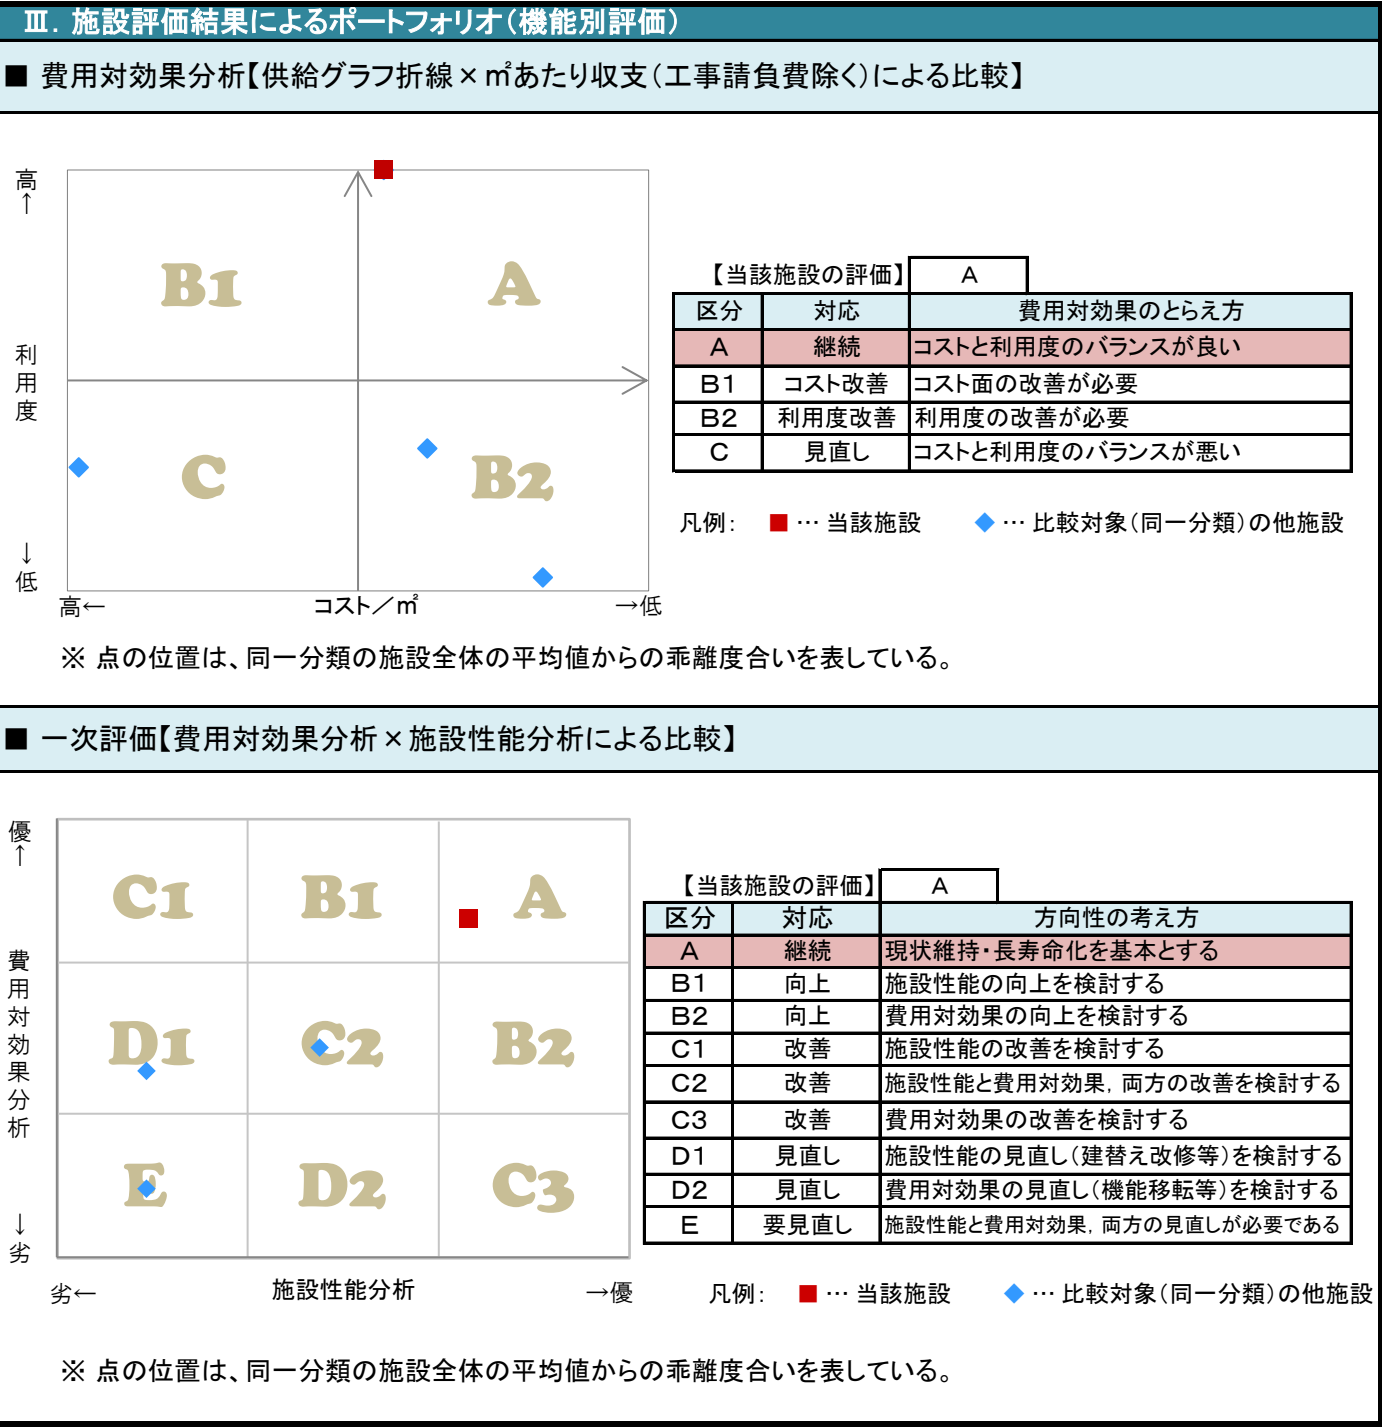 Ⅲ．施設評価結果によるポートフォリオ（機能別評価）
■ 費用対効果分析【供給グラフ折線×㎡あたり収支（工事請負費除く）による比較】
高←
利用度
→低
B1
A
C
B2
高←
コスト／㎡
→低
【当該施設の評価】 A
区分 対応 費用対効果のとらえ方
A 継続 コストと利用度のバランスが良い
B1 コスト改善 コスト面の改善が必要
B2 利用度改善 利用度の改善が必要
C 見直し コストと利用度のバランスが悪い
凡例： ■ … 当該施設 ◆ … 比較対象（同一分類）の他施設
※ 点の位置は、同一分類の施設全体の平均値からの乖離度合いを表している。
■ 一次評価【費用対効果分析×施設性能分析による比較】
優←
費用対効果分析
→劣
C1 B1 A
D1 C2 B2
E D2 C3
劣←
施設性能分析
→優
【当該施設の評価】 A
区分 対応 方向性の考え方
A 継続 現状維持・長寿命化を基本とする
B1 向上 施設性能の向上を検討する
B2 向上 費用対効果の向上を検討する
C1 改善 施設性能の改善を検討する
C2 改善 施設性能と費用対効果，両方の改善を検討する
C3 改善 費用対効果の改善を検討する
D1 見直し 施設性能の見直し（建替え改修等）を検討する
D2 見直し 費用対効果の見直し（機能移転等）を検討する
E 要見直し 施設性能と費用対効果，両方の見直しが必要である
凡例： ■ … 当該施設 ◆ … 比較対象（同一分類）の他施設
※ 点の位置は、同一分類の施設全体の平均値からの乖離度合いを表している。